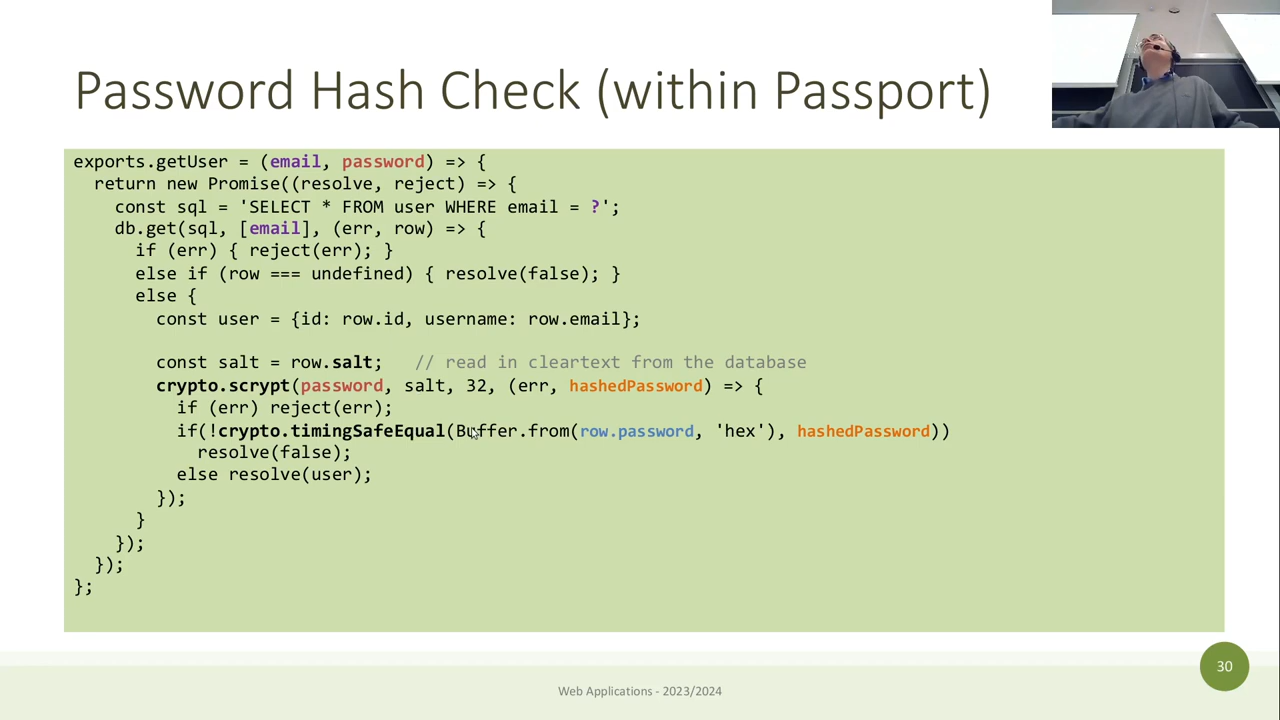 Password Hash Check (within Passport)
exports.getUser = (email, password) => {
  return new Promise((resolve, reject) => {
    const sql = 'SELECT * FROM user WHERE email = ?';
    db.get(sql, [email], (err, row) => {
      if (err) { reject(err); }
      else if (row === undefined) { resolve(false); }
      else {
        const user = {id: row.id, username: row.email};
        const salt = row.salt;   // read in cleartext from the database
        crypto.scrypt(password, salt, 32, (err, hashedPassword) => {
          if (err) reject(err);
          if(!crypto.timingSafeEqual(Buffer.from(row.password, 'hex'), hashedPassword))
            resolve(false);
          else resolve(user);
        });
      }
    });
  });
};
30
Web Applications - 2023/2024